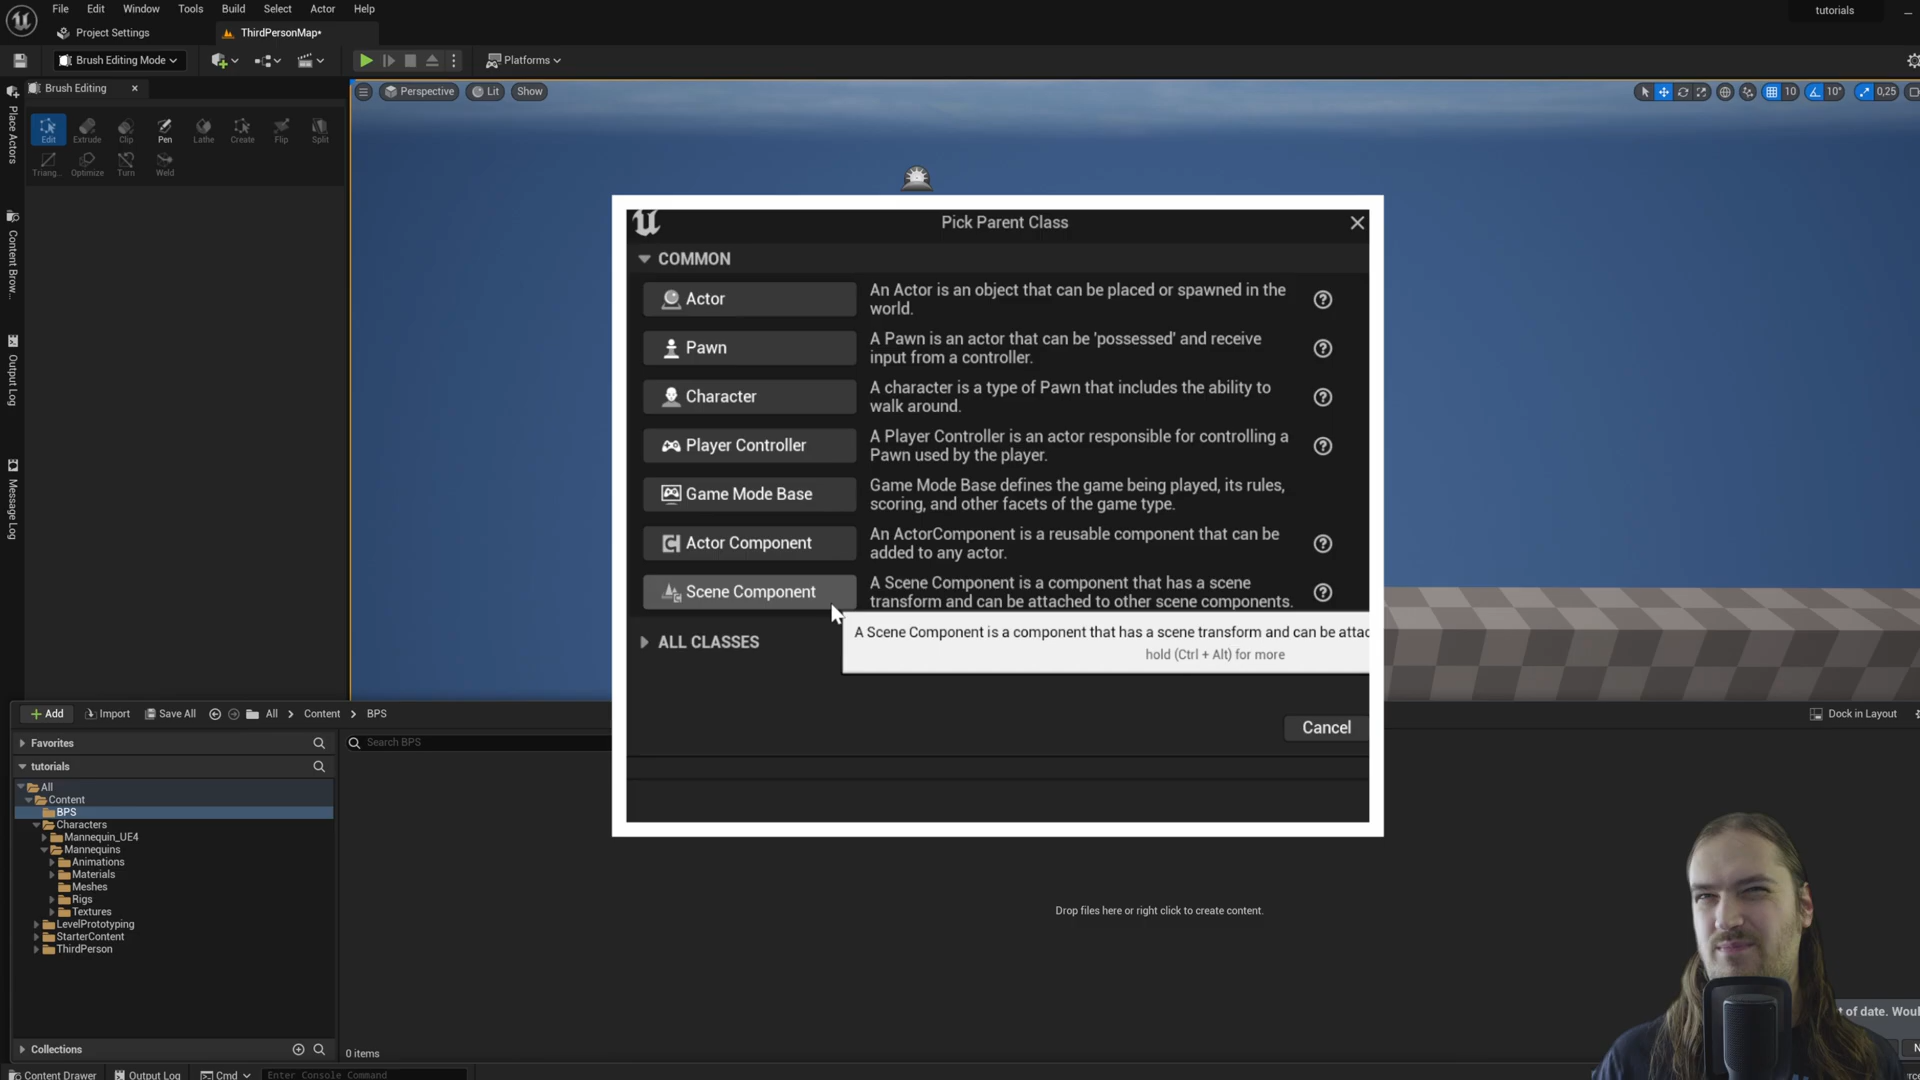 File Edit Window Tools Build Select Actor Help
tutorials
Project Settings
ThirdPersonMap*
Brush Editing Mode
Platforms
Brush Editing
Perspective
Lit
Show
10
10°
0,25
Place Actors
Content Brow...
Output Log
Message Log
Edit Extrude Clip Pen Lathe Create Flip Split
Triang.. Optimize Turn Weld
Pick Parent Class
COMMON
Actor
An Actor is an object that can be placed or spawned in the
world.
Pawn
A Pawn is an actor that can be 'possessed' and receive
input from a controller.
Character
A character is a type of Pawn that includes the ability to
walk around.
Player Controller
A Player Controller is an actor responsible for controlling a
Pawn used by the player.
Game Mode Base
Game Mode Base defines the game being played, its rules,
scoring, and other facets of the game type.
Actor Component
An ActorComponent is a reusable component that can be
added to any actor.
Scene Component
A Scene Component is a component that has a scene
transform and can be attached to other scene components.
A Scene Component is a component that has a scene transform and can be attac
hold (Ctrl + Alt) for more
ALL CLASSES
Cancel
Add
Import
Save All
All
Content
BPS
Dock in Layout
Favorites
Search BPS
tutorials
All
Content
BPS
Characters
Mannequin_UE4
Mannequins
Animations
Materials
Meshes
Rigs
Textures
LevelPrototyping
StarterContent
ThirdPerson
Drop files here or right click to create content.
t of date. Woul
N
Collections
0 items
Content Drawer
Output Log
Cmd
Enter Console Command